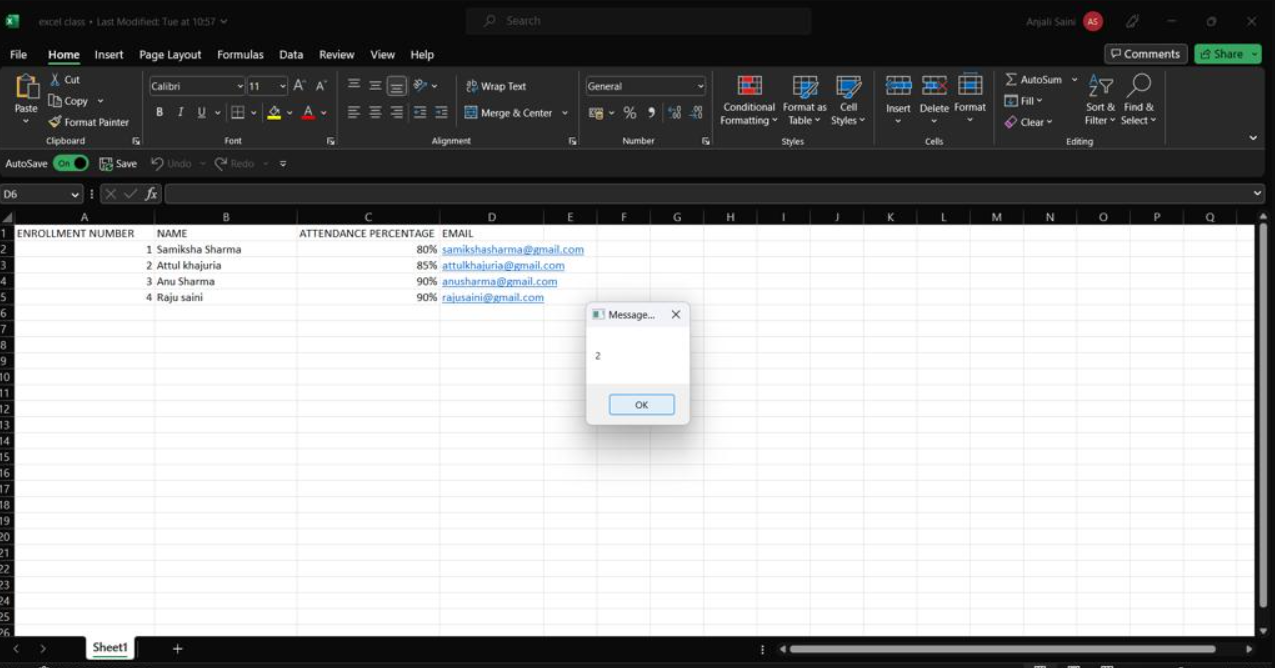 excel class • Last Modified: Tue at 10:57
Search
Anjali Saini AS
File Home Insert Page Layout Formulas Data Review View Help
Comments Share
Paste
Cut
Copy
Format Painter
Clipboard
Calibri 11 A A
B I U A
Font
Wrap Text
Merge & Center
Alignment
General
% 9
Number
Conditional Formatting
Format as Table
Cell Styles
Styles
Insert Delete Format
Cells
AutoSum
Fill
Clear
Sort & Filter
Find & Select
Editing
AutoSave On Save Undo Redo
D6 fx
A B C D E F G H I J K L M N O P Q
1 ENROLLMENT NUMBER NAME ATTENDANCE PERCENTAGE EMAIL
2 1 Samiksha Sharma 80% samikshasharma@gmail.com
3 2 Attul khajuria 85% attulkhajuria@gmail.com
4 3 Anu Sharma 90% anusharma@gmail.com
5 4 Raju saini 90% rajusaini@gmail.com
6
7
8
9
10
11
12
13
14
15
16
17
18
19
20
21
22
23
24
25
26
Message...
2
OK
Sheet1